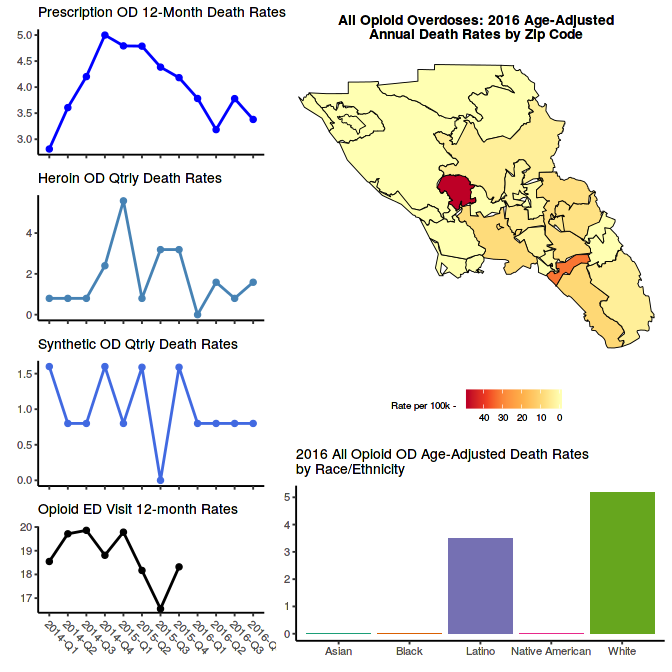 Prescription OD 12-Month Death Rates
5.0
4.5
4.0
3.5
3.0
Heroin OD Qtrly Death Rates
4
2
0
Synthetic OD Qtrly Death Rates
1.5
1.0
0.5
0.0
Opioid ED Visit 12-month Rates
20
19
18
17
2014-Q1
2014-Q2
2014-Q3
2014-Q4
2015-Q1
2015-Q2
2015-Q3
2015-Q4
2016-Q1
2016-Q2
2016-Q3
2016-Q
All Opioid Overdoses: 2016 Age-Adjusted
Annual Death Rates by Zip Code
Rate per 100k -
40 30 20 10 0
2016 All Opioid OD Age-Adjusted Death Rates
by Race/Ethnicity
5
4
3
2
1
0
Asian Black Latino Native American White